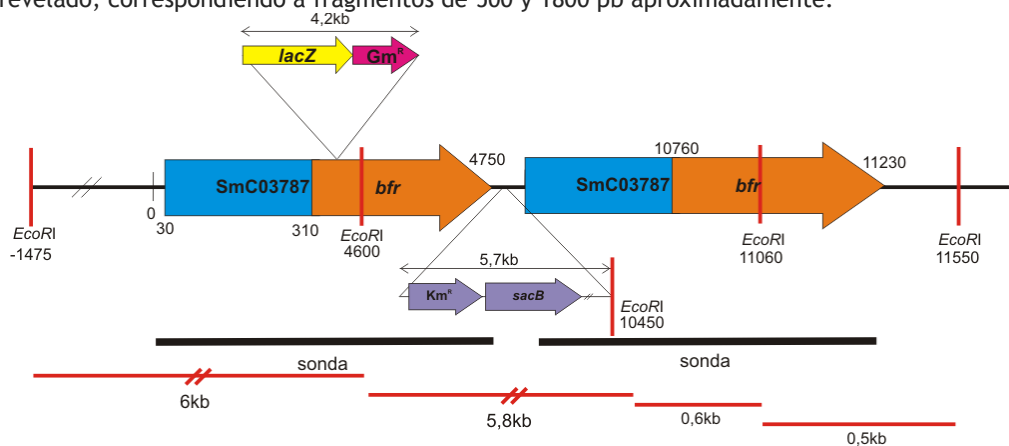 revelado, correspondiendo a fragmentos de 500 y 1800 pb aproximadamente.
4,2kb
lacZ GmR
SmC03787 bfr 4750 SmC03787 10760 bfr 11230
0
30 310
EcoRI
-1475
EcoRI
4600
EcoRI
11060
EcoRI
11550
5,7kb
KmR sacB
EcoRI
10450
sonda sonda
6kb
5,8kb
0,6kb
0,5kb